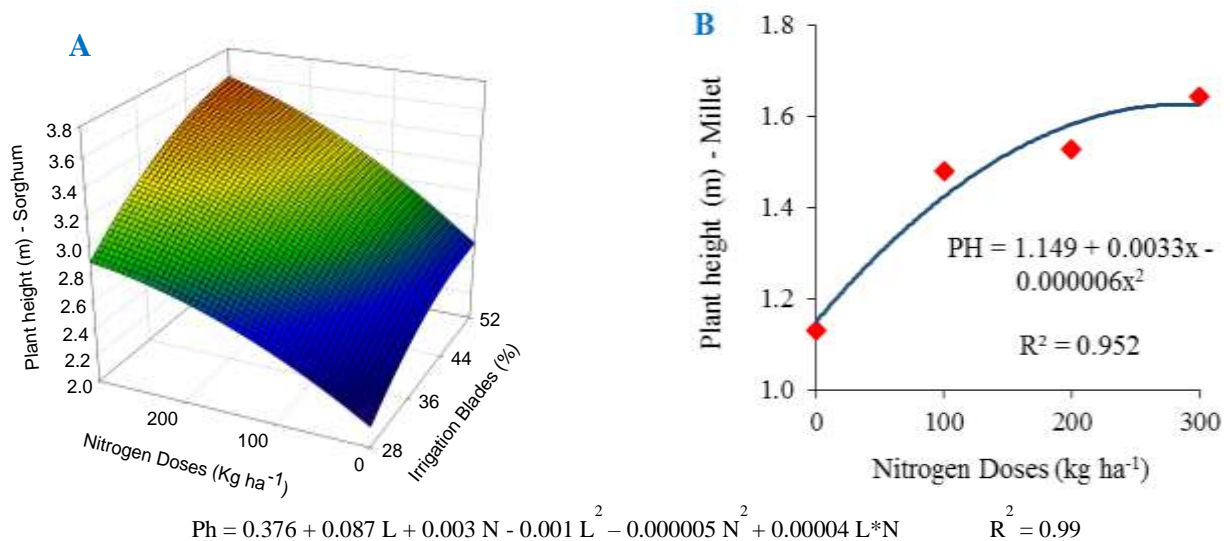 A
Plant height (m) - Sorghum
3.8
3.6
3.4
3.2
3.0
2.8
2.6
2.4
2.2
2.0
200
100
0
Nitrogen Doses (Kg ha⁻¹)
28
36
44
52
Irrigation Blades (%)
B
Plant height (m) - Millet
1.8
1.6
1.4
1.2
1.0
PH = 1.149 + 0.0033x -
0.000006x²
R² = 0.952
0 100 200 300
Nitrogen Doses (kg ha⁻¹)
Ph = 0.376 + 0.087 L + 0.003 N - 0.001 L² – 0.000005 N² + 0.00004 L*N R² = 0.99